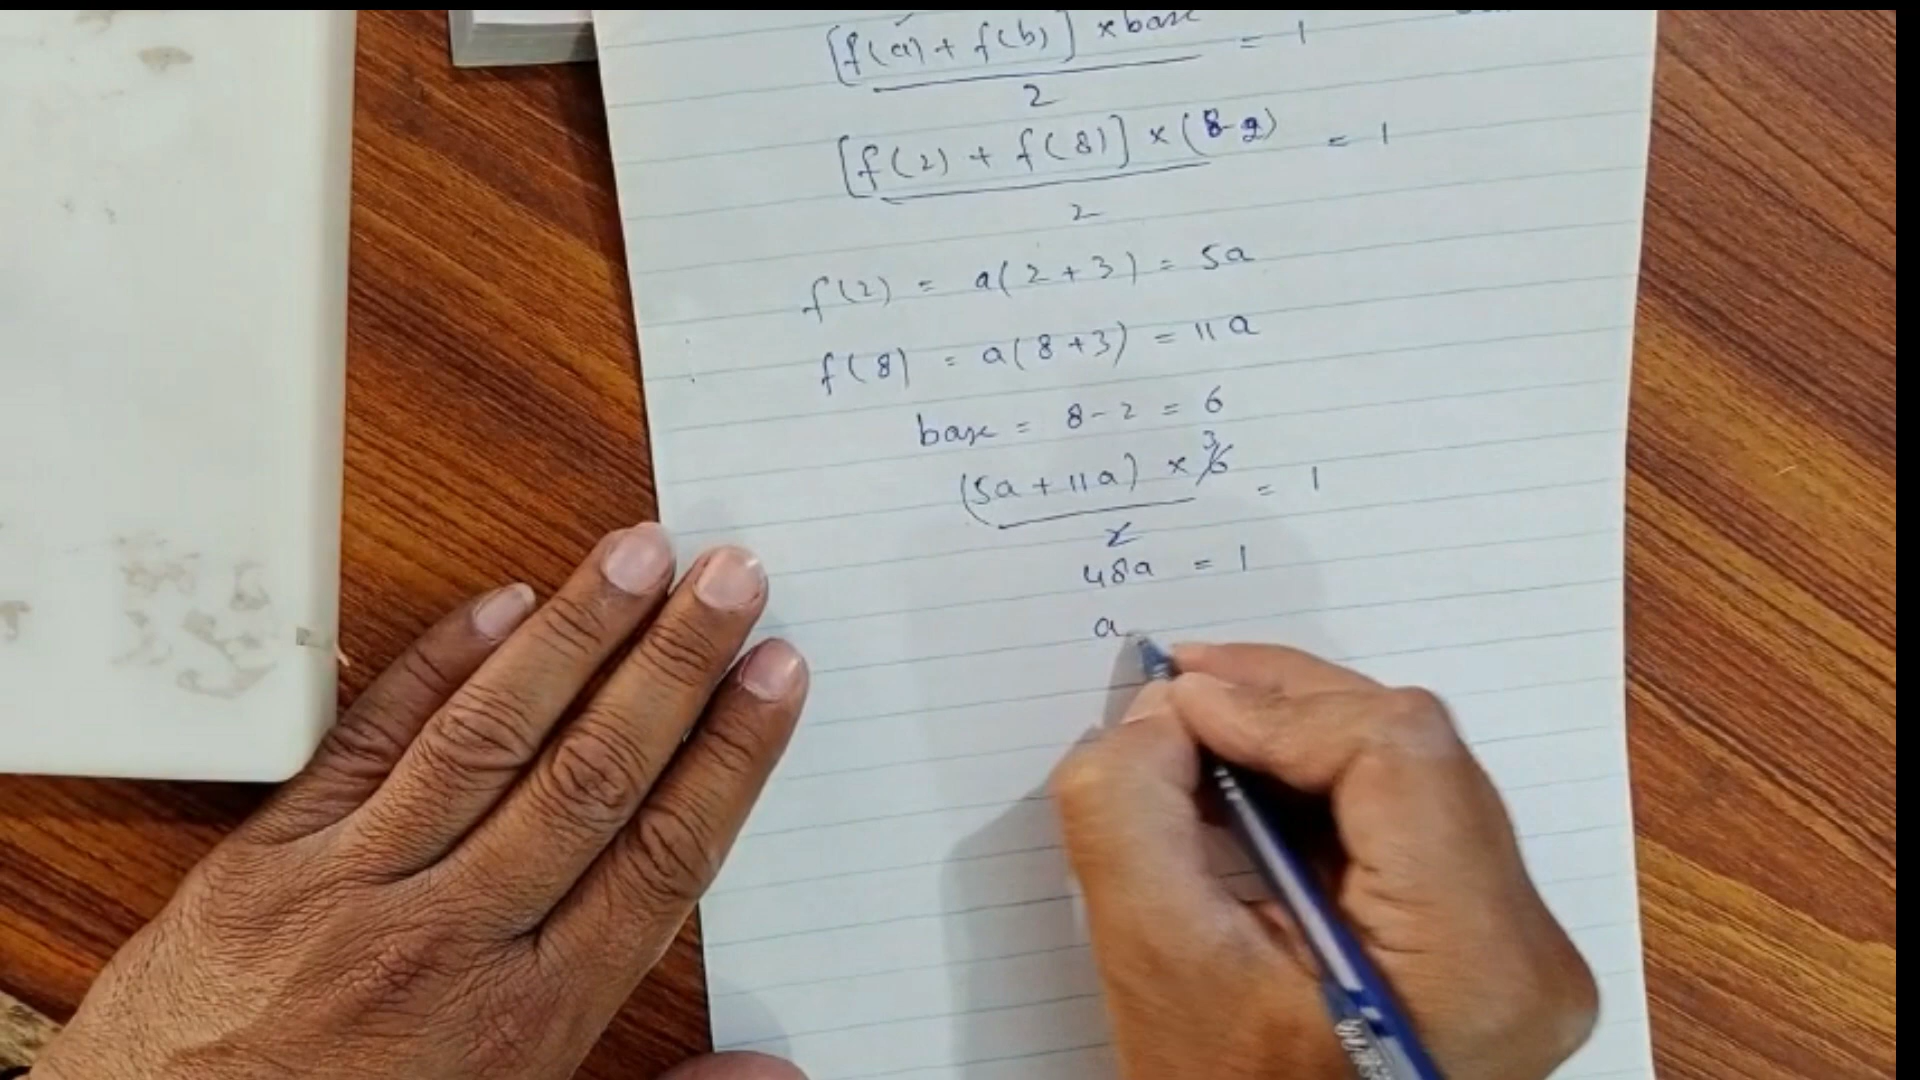 [f(a) + f(b)] × base = 1
2
[f(2) + f(8)] × (8-2) = 1
2
f(2) = a(2+3) = 5a
f(8) = a(8+3) = 11a
base = 8-2 = 6
3
(5a + 11a) × 6 = 1
2
48a = 1
a